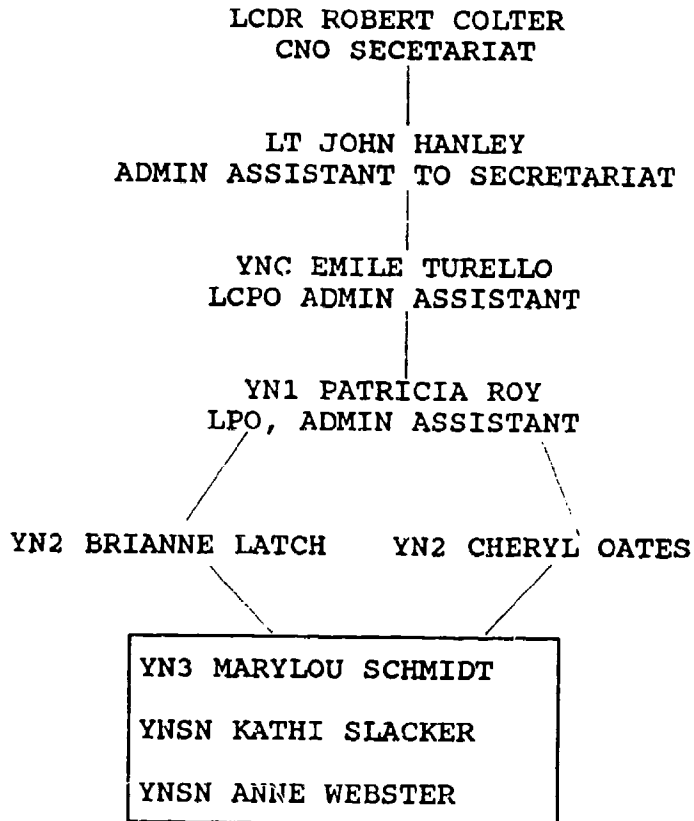 LCDR ROBERT COLTER
CNO SECETARIAT
LT JOHN HANLEY
ADMIN ASSISTANT TO SECRETARIAT
YNC EMILE TURELLO
LCPO ADMIN ASSISTANT
YN1 PATRICIA ROY
LPO, ADMIN ASSISTANT
YN2 BRIANNE LATCH YN2 CHERYL OATES
YN3 MARYLOU SCHMIDT
YNSN KATHI SLACKER
YNSN ANNE WEBSTER